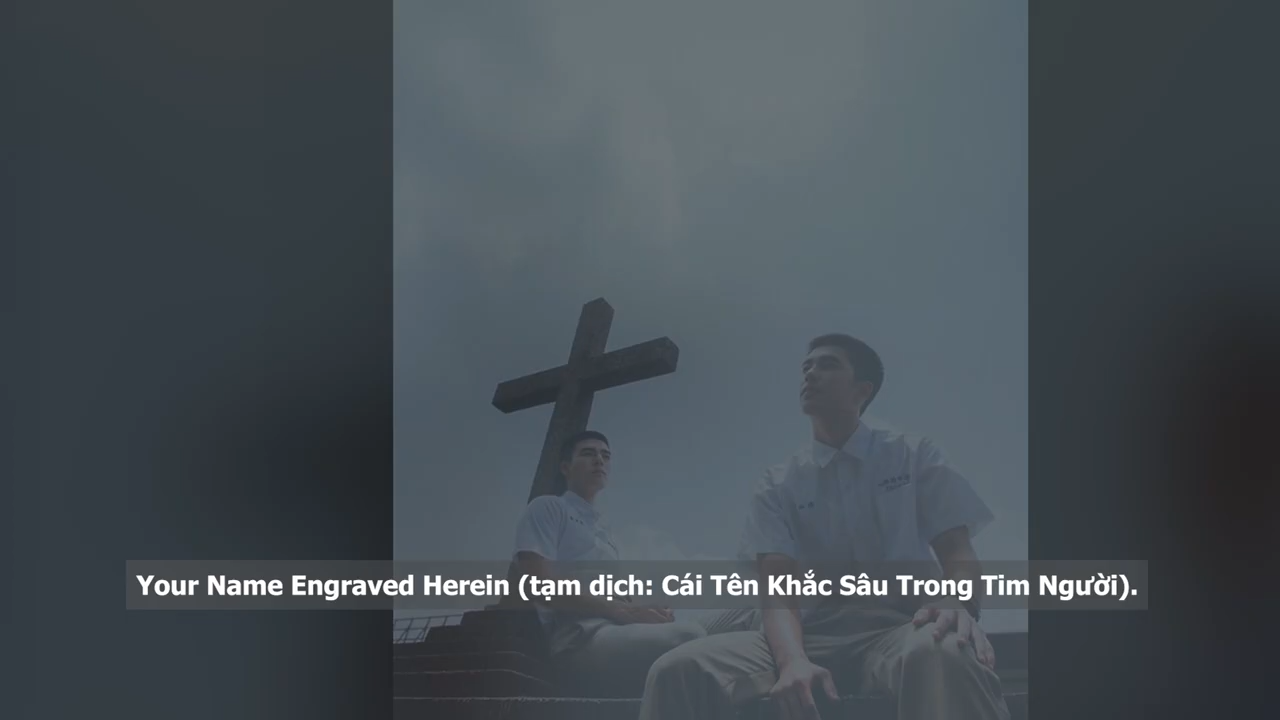 Your Name Engraved Herein (tạm dịch: Cái Tên Khắc Sâu Trong Tim Người).